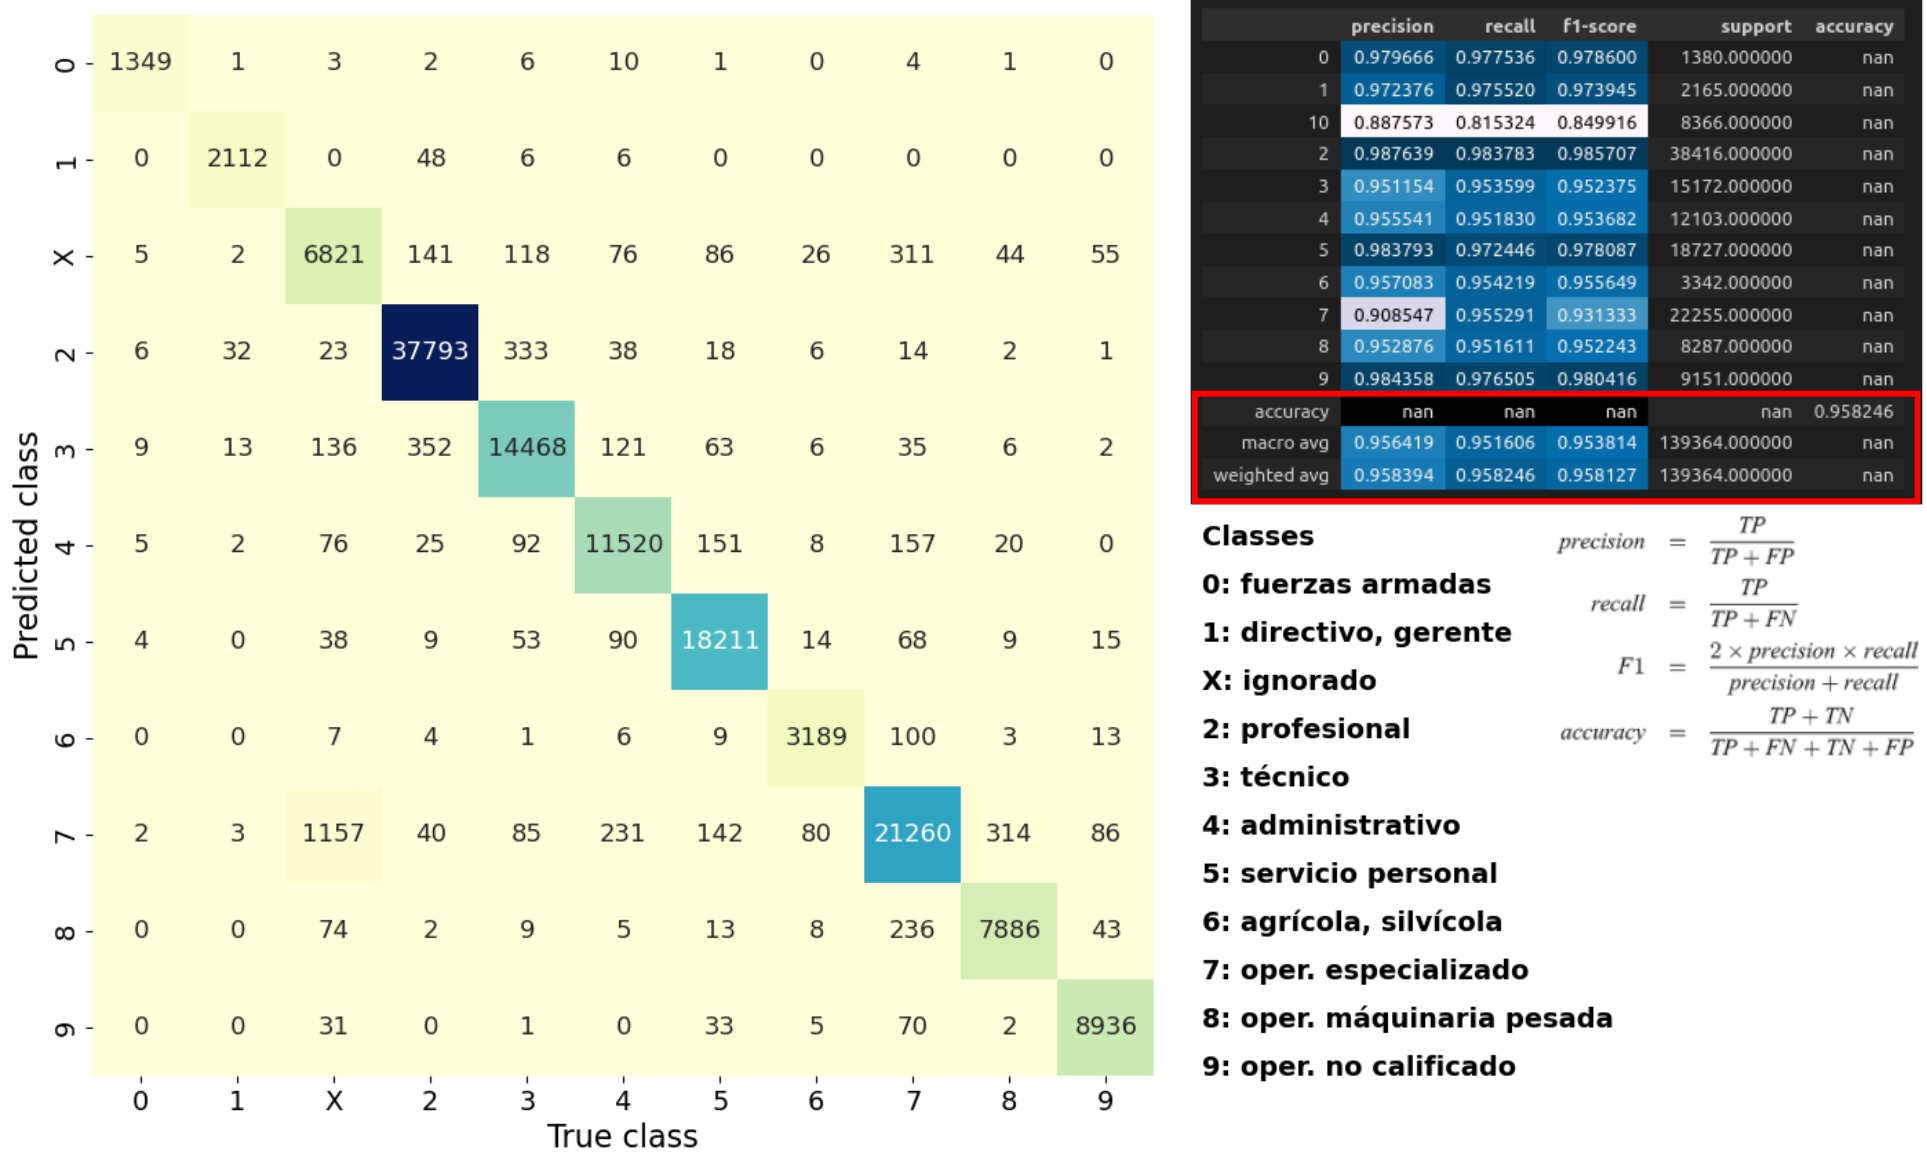 0 1349 1 3 2 6 10 1 0 4 1 0
1 0 2112 0 48 6 6 0 0 0 0 0
X 5 2 6821 141 118 76 86 26 311 44 55
2 6 32 23 37793 333 38 18 6 14 2 1
3 9 13 136 352 14468 121 63 6 35 6 2
4 5 2 76 25 92 11520 151 8 157 20 0
5 4 0 38 9 53 90 18211 14 68 9 15
6 0 0 7 4 1 6 9 3189 100 3 13
7 2 3 1157 40 85 231 142 80 21260 314 86
8 0 0 74 2 9 5 13 8 236 7886 43
9 0 0 31 0 1 0 33 5 70 2 8936
0 1 X 2 3 4 5 6 7 8 9
True class
Predicted class
precision recall f1-score support accuracy
0 0.979666 0.977536 0.978600 1380.000000 nan
1 0.972376 0.975520 0.973945 2165.000000 nan
10 0.887573 0.815324 0.849916 8366.000000 nan
2 0.987639 0.983783 0.985707 38416.000000 nan
3 0.951154 0.953599 0.952375 15172.000000 nan
4 0.955541 0.951830 0.953682 12103.000000 nan
5 0.983793 0.972446 0.978087 18727.000000 nan
6 0.957083 0.954219 0.955649 3342.000000 nan
7 0.908547 0.955291 0.931333 22255.000000 nan
8 0.952876 0.951611 0.952243 8287.000000 nan
9 0.984358 0.976505 0.980416 9151.000000 nan
accuracy nan nan nan nan 0.958246
macro avg 0.956419 0.951606 0.953814 139364.000000 nan
weighted avg 0.958394 0.958246 0.958127 139364.000000 nan
Classes
0: fuerzas armadas
1: directivo, gerente
X: ignorado
2: profesional
3: técnico
4: administrativo
5: servicio personal
6: agrícola, silvícola
7: oper. especializado
8: oper. máquinaria pesada
9: oper. no calificado
precision = TP / TP + FP
recall = TP / TP + FN
F1 = 2 × precision × recall / precision + recall
accuracy = TP + TN / TP + FN + TN + FP